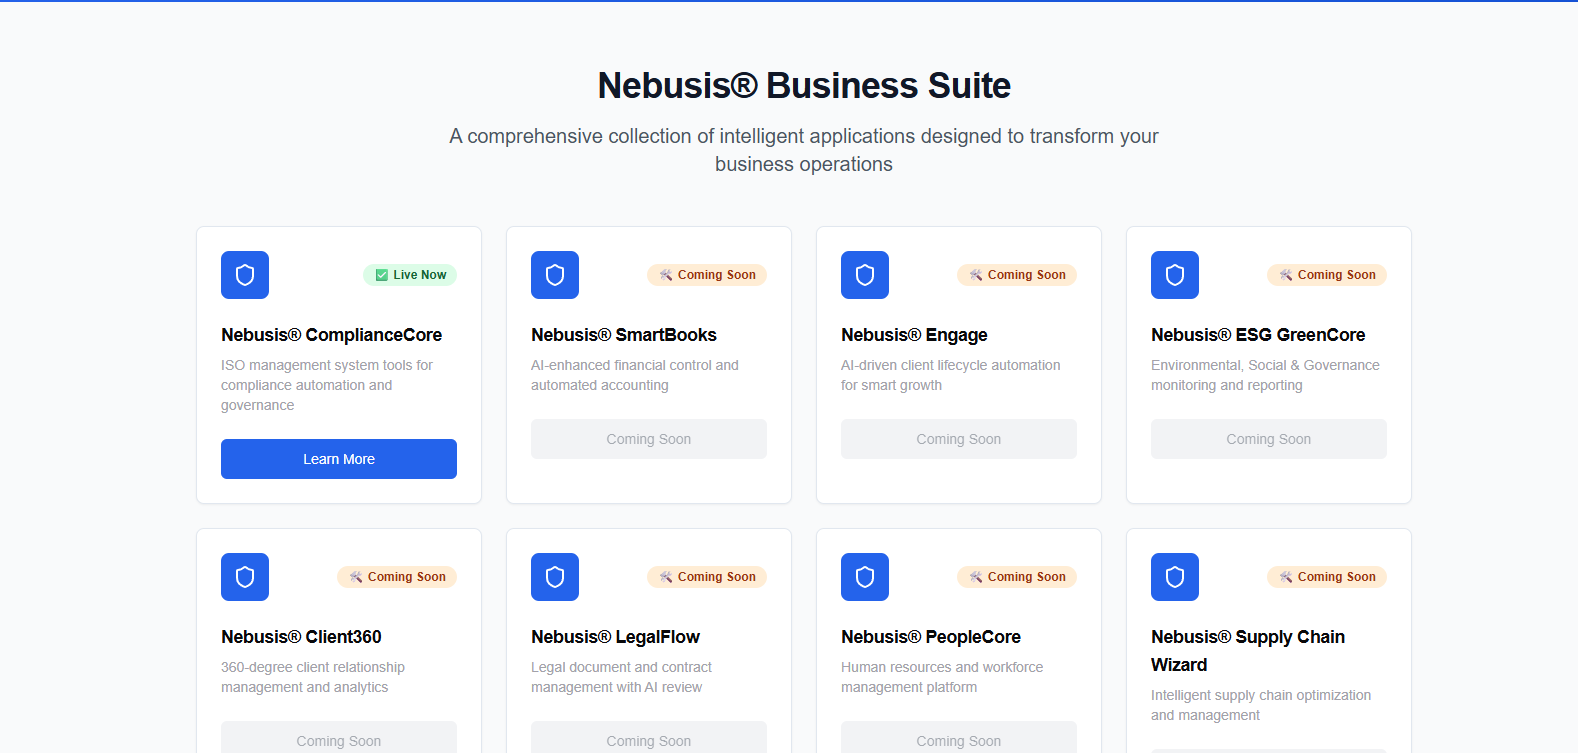 Nebusis® Business Suite
A comprehensive collection of intelligent applications designed to transform your
business operations
✅ Live Now
Nebusis® ComplianceCore
ISO management system tools for
compliance automation and
governance
Learn More
🛠 Coming Soon
Nebusis® SmartBooks
AI-enhanced financial control and
automated accounting
Coming Soon
🛠 Coming Soon
Nebusis® Engage
AI-driven client lifecycle automation
for smart growth
Coming Soon
🛠 Coming Soon
Nebusis® ESG GreenCore
Environmental, Social & Governance
monitoring and reporting
Coming Soon
🛠 Coming Soon
Nebusis® Client360
360-degree client relationship
management and analytics
Coming Soon
🛠 Coming Soon
Nebusis® LegalFlow
Legal document and contract
management with AI review
Coming Soon
🛠 Coming Soon
Nebusis® PeopleCore
Human resources and workforce
management platform
Coming Soon
🛠 Coming Soon
Nebusis® Supply Chain
Wizard
Intelligent supply chain optimization
and management